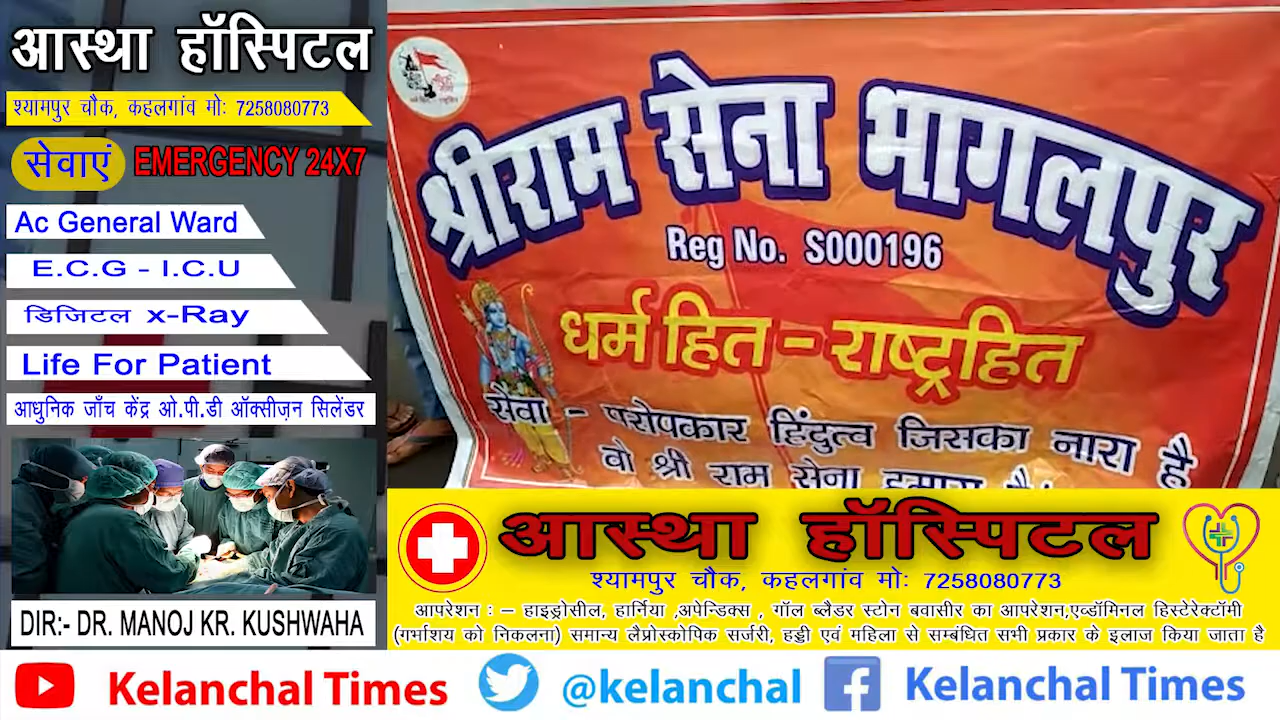 आस्था हॉस्पिटल
श्यामपुर चौक, कहलगांव मो: 7258080773
सेवाएं EMERGENCY 24X7
Ac General Ward
E.C.G - I.C.U
डिजिटल x-Ray
Life For Patient
आधुनिक जाँच केंद्र ओ.पी.डी ऑक्सीज़न सिलेंडर
DIR:- DR. MANOJ KR. KUSHWAHA
श्रीराम सेना भागलपुर
Reg No. S000196
धर्म हित - राष्ट्रहित
सेवा - परोपकार हिंदुत्व जिसका नारा है
वो श्री राम सेना हमारा है
आस्था हॉस्पिटल
श्यामपुर चौक, कहलगांव मो: 7258080773
आपरेशन : – हाइड्रोसील, हार्निया ,अपेन्डिक्स , गॉल ब्लैडर स्टोन बवासीर का आपरेशन,एब्डॉमिनल हिस्टेरेक्टॉमी
(गर्भाशय को निकलना) समान्य लैप्रोस्कोपिक सर्जरी, हड्डी एवं महिला से सम्बंधित सभी प्रकार के इलाज किया जाता है
Kelanchal Times @kelanchal Kelanchal Times